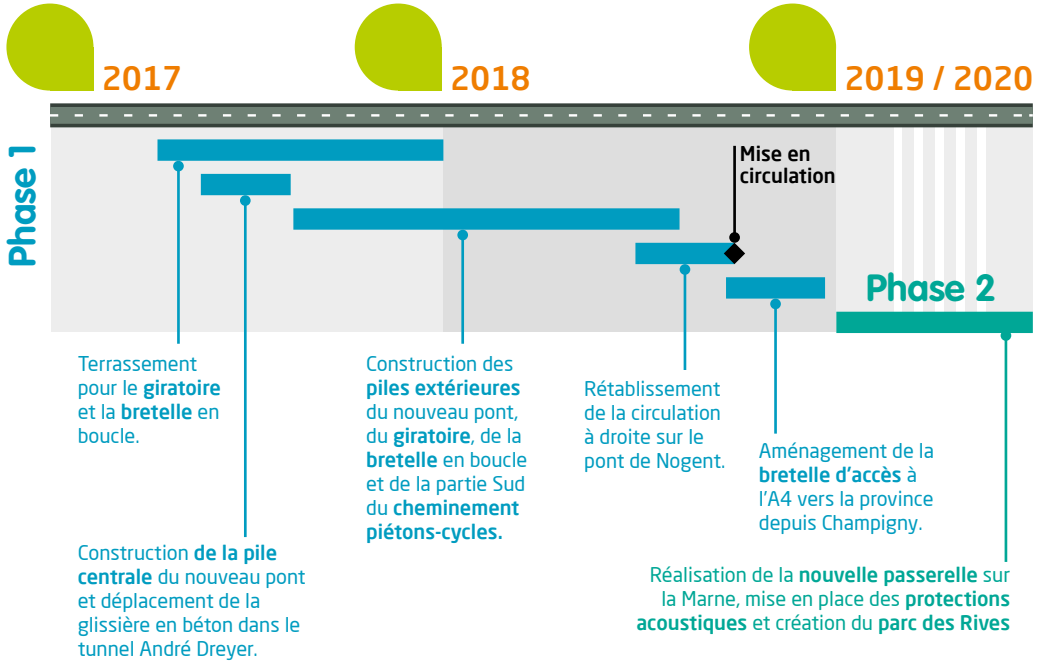 2017
2018
2019 / 2020
Phase 1
Mise en
circulation
Phase 2
Terrassement
pour le giratoire
et la bretelle en
boucle.
Construction de la pile
centrale du nouveau pont
et déplacement de la
glissière en béton dans le
tunnel André Dreyer.
Construction des
piles extérieures
du nouveau pont,
du giratoire, de la
bretelle en boucle
et de la partie Sud
du cheminement
piétons-cycles.
Rétablissement
de la circulation
à droite sur le
pont de Nogent.
Aménagement de la
bretelle d'accès à
l'A4 vers la province
depuis Champigny.
Réalisation de la nouvelle passerelle sur
la Marne, mise en place des protections
acoustiques et création du parc des Rives